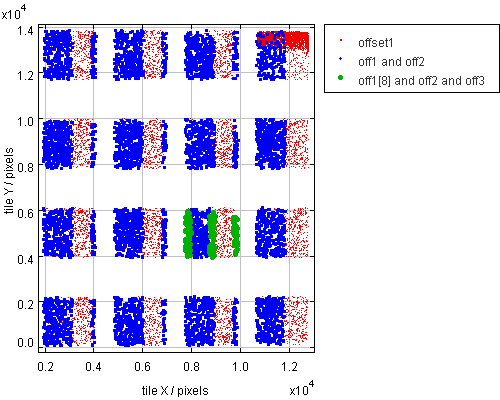 x10⁴
1.4
1.2
1.0
0.8
0.6
0.4
0.2
0.0
tile Y / pixels
0.2 0.4 0.6 0.8 1.0 1.2
tile X / pixels x10⁴
offset1
off1 and off2
off1[8] and off2 and off3